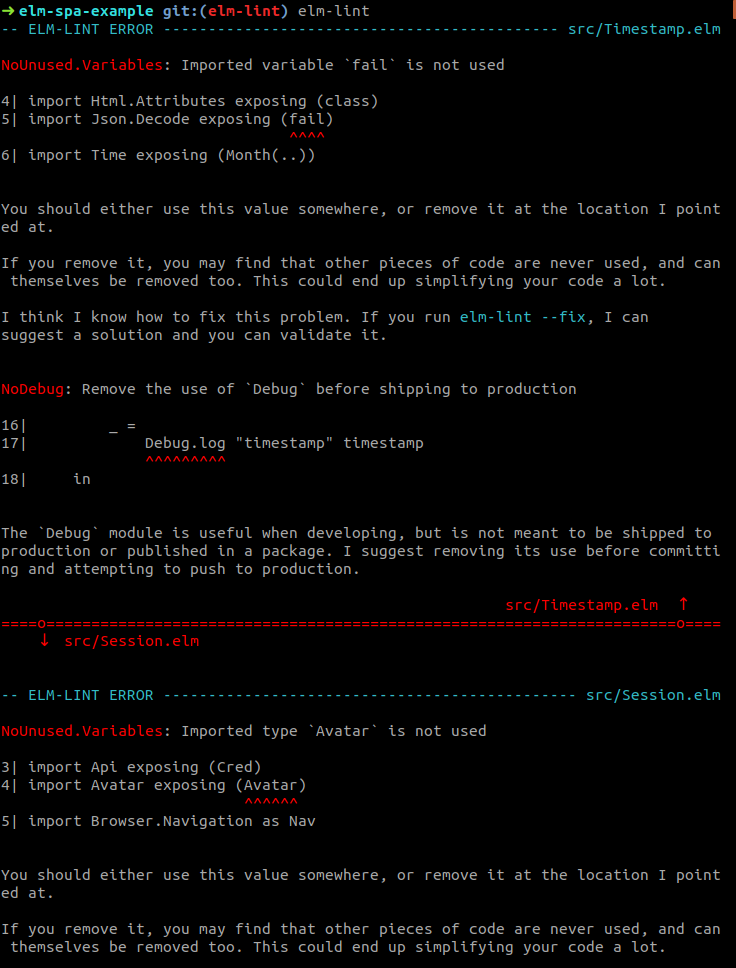 ➜ elm-spa-example git:(elm-lint) elm-lint
-- ELM-LINT ERROR -------------------------------------------- src/Timestamp.elm
NoUnused.Variables: Imported variable `fail` is not used
4| import Html.Attributes exposing (class)
5| import Json.Decode exposing (fail)
                                ^^^^
6| import Time exposing (Month(..))
You should either use this value somewhere, or remove it at the location I point
ed at.
If you remove it, you may find that other pieces of code are never used, and can
 themselves be removed too. This could end up simplifying your code a lot.
I think I know how to fix this problem. If you run elm-lint --fix, I can
suggest a solution and you can validate it.
NoDebug: Remove the use of `Debug` before shipping to production
16|         _ =
17|             Debug.log "timestamp" timestamp
                ^^^^^^^^^
18|     in
The `Debug` module is useful when developing, but is not meant to be shipped to
production or published in a package. I suggest removing its use before committi
ng and attempting to push to production.
                                                        src/Timestamp.elm  ↑
====o======================================================================o====
    ↓  src/Session.elm
-- ELM-LINT ERROR ---------------------------------------------- src/Session.elm
NoUnused.Variables: Imported type `Avatar` is not used
3| import Api exposing (Cred)
4| import Avatar exposing (Avatar)
                           ^^^^^^
5| import Browser.Navigation as Nav
You should either use this value somewhere, or remove it at the location I point
ed at.
If you remove it, you may find that other pieces of code are never used, and can
 themselves be removed too. This could end up simplifying your code a lot.